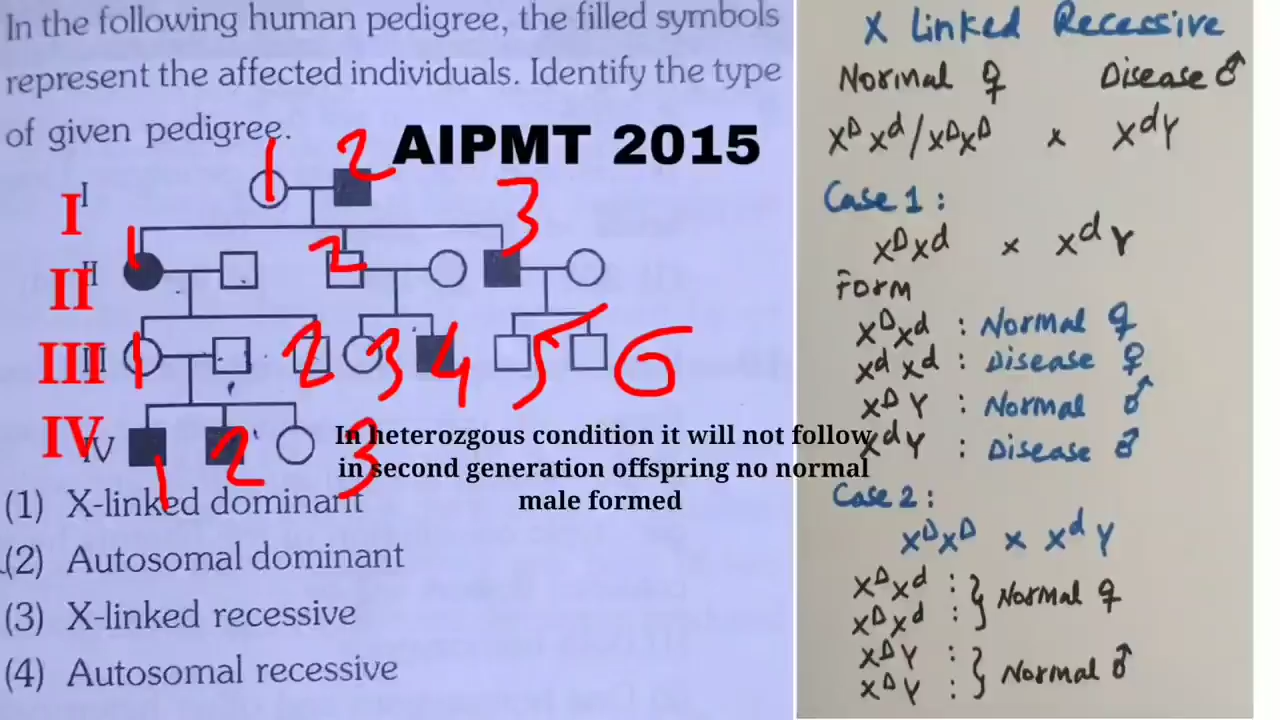 In the following human pedigree, the filled symbols
represent the affected individuals. Identify the type
of given pedigree.
AIPMT 2015
1 2
I I
1 2 3
II II
III III
1 2 3 4 5 6
IV IV
1 2 3
In heterozgous condition it will not follow
in second generation offspring no normal
male formed
(1) X-linked dominant
(2) Autosomal dominant
(3) X-linked recessive
(4) Autosomal recessive
X Linked Recessive
Normal ♀ Disease ♂
XᴰXᵈ/XᴰXᴰ × XᵈY
Case 1:
XᴰXᵈ × XᵈY
Form
XᴰXᵈ : Normal ♀
XᵈXᵈ : Disease ♀
XᴰY : Normal ♂
XᵈY : Disease ♂
Case 2:
XᴰXᴰ × XᵈY
XᴰXᵈ : } Normal ♀
XᴰXᵈ :
XᴰY : } Normal ♂
XᴰY :